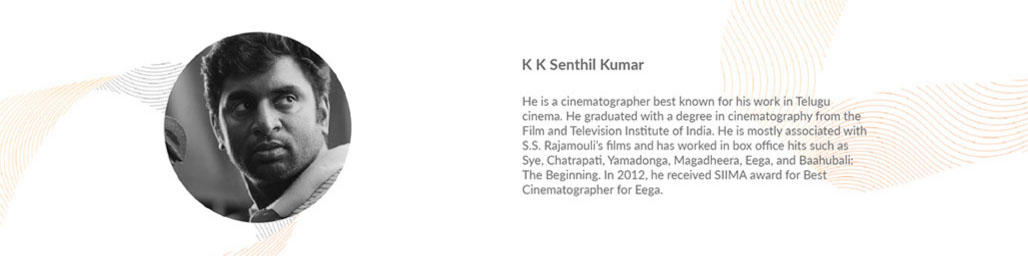 K K Senthil Kumar
He is a cinematographer best known for his work in Telugu
cinema. He graduated with a degree in cinematography from the
Film and Television Institute of India. He is mostly associated with
S.S. Rajamouli's films and has worked in box office hits such as
Sye, Chatrapati, Yamadonga, Magadheera, Eega, and Baahubali:
The Beginning. In 2012, he received SIIMA award for Best
Cinematographer for Eega.